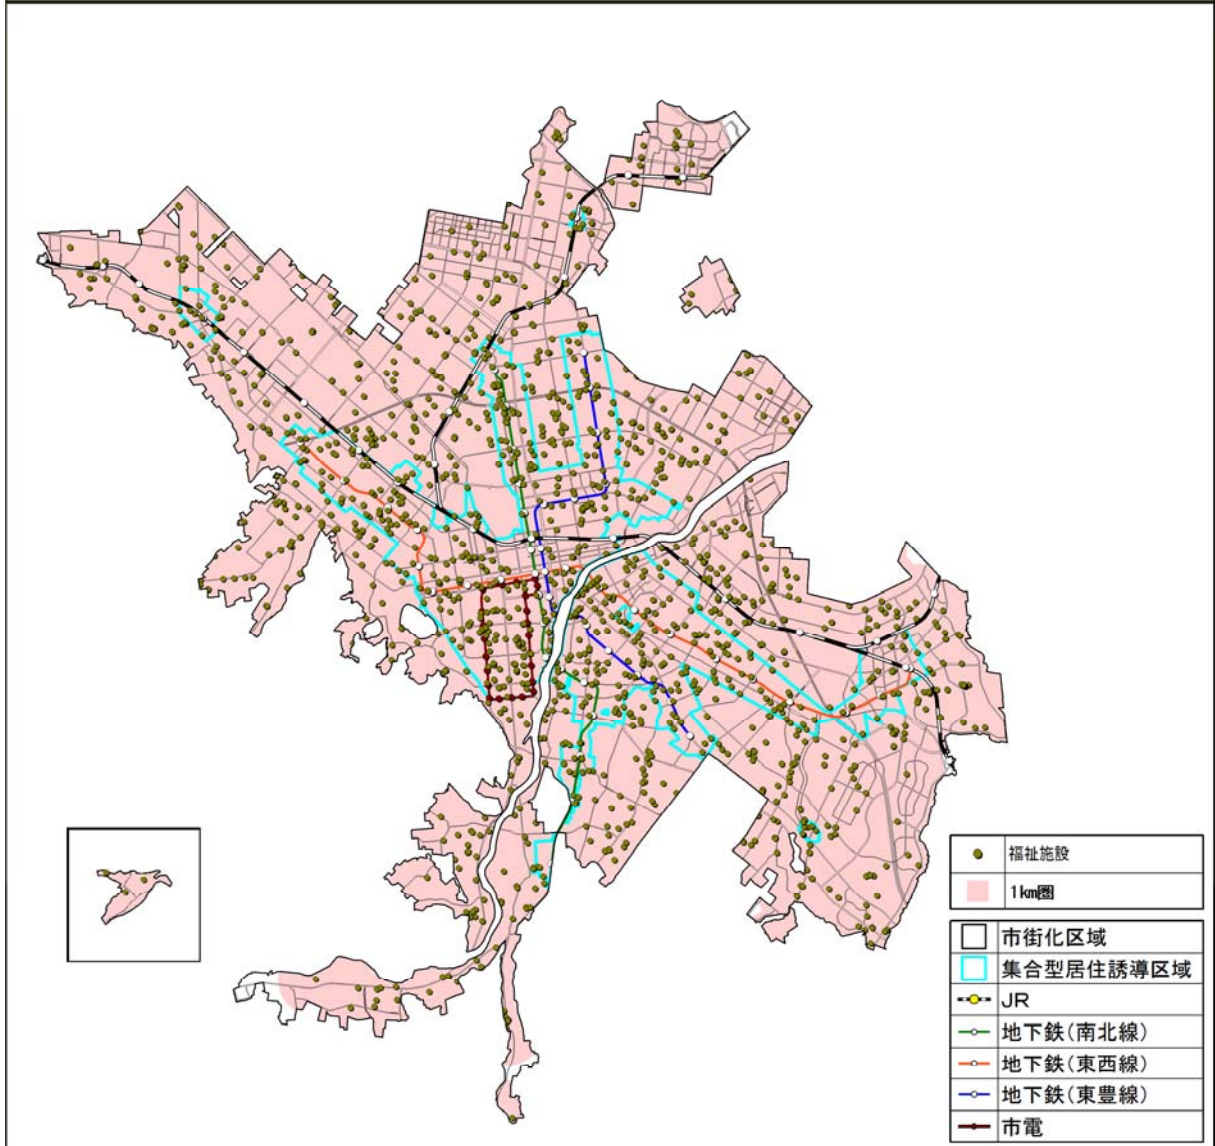 福祉施設
1km圏
市街化区域
集合型居住誘導区域
JR
地下鉄(南北線)
地下鉄(東西線)
地下鉄(東豊線)
市電